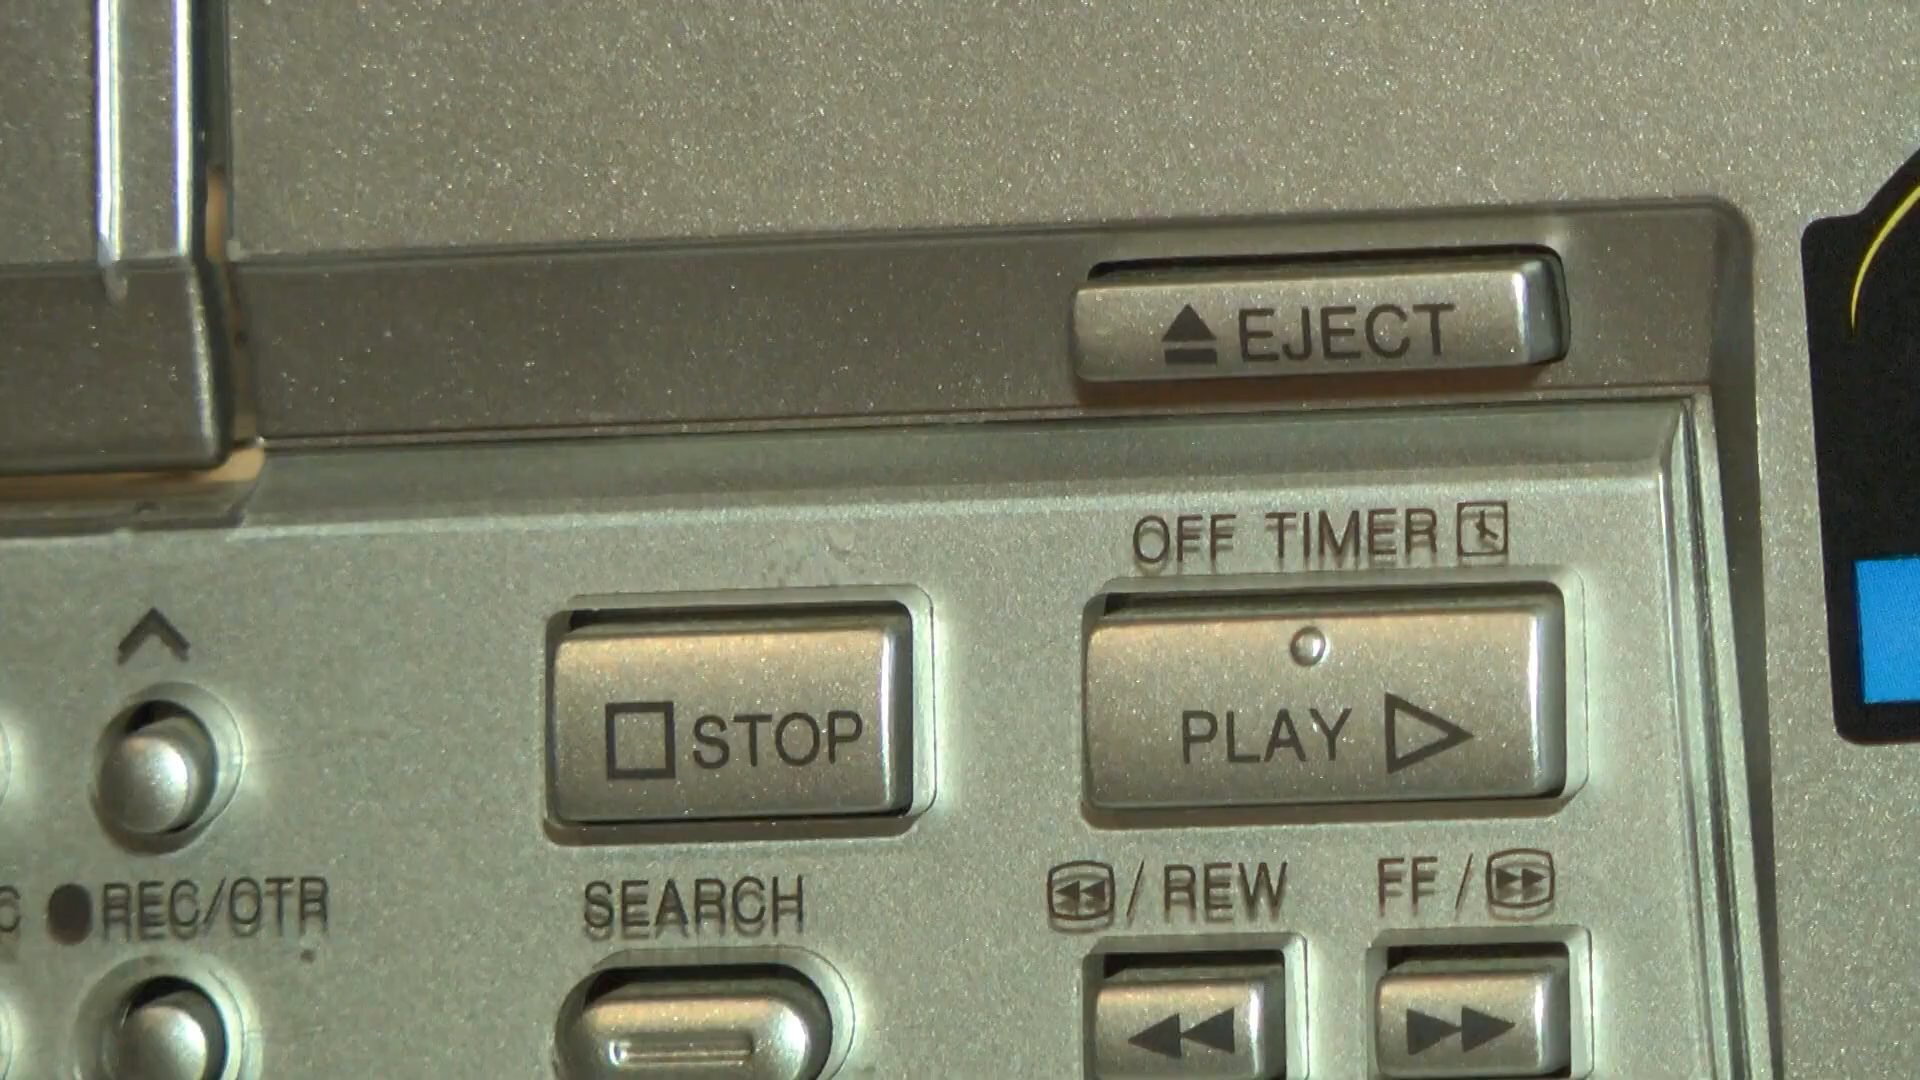 EJECT
OFF TIMER
STOP
PLAY
REC/OTR
SEARCH
/ REW
FF /